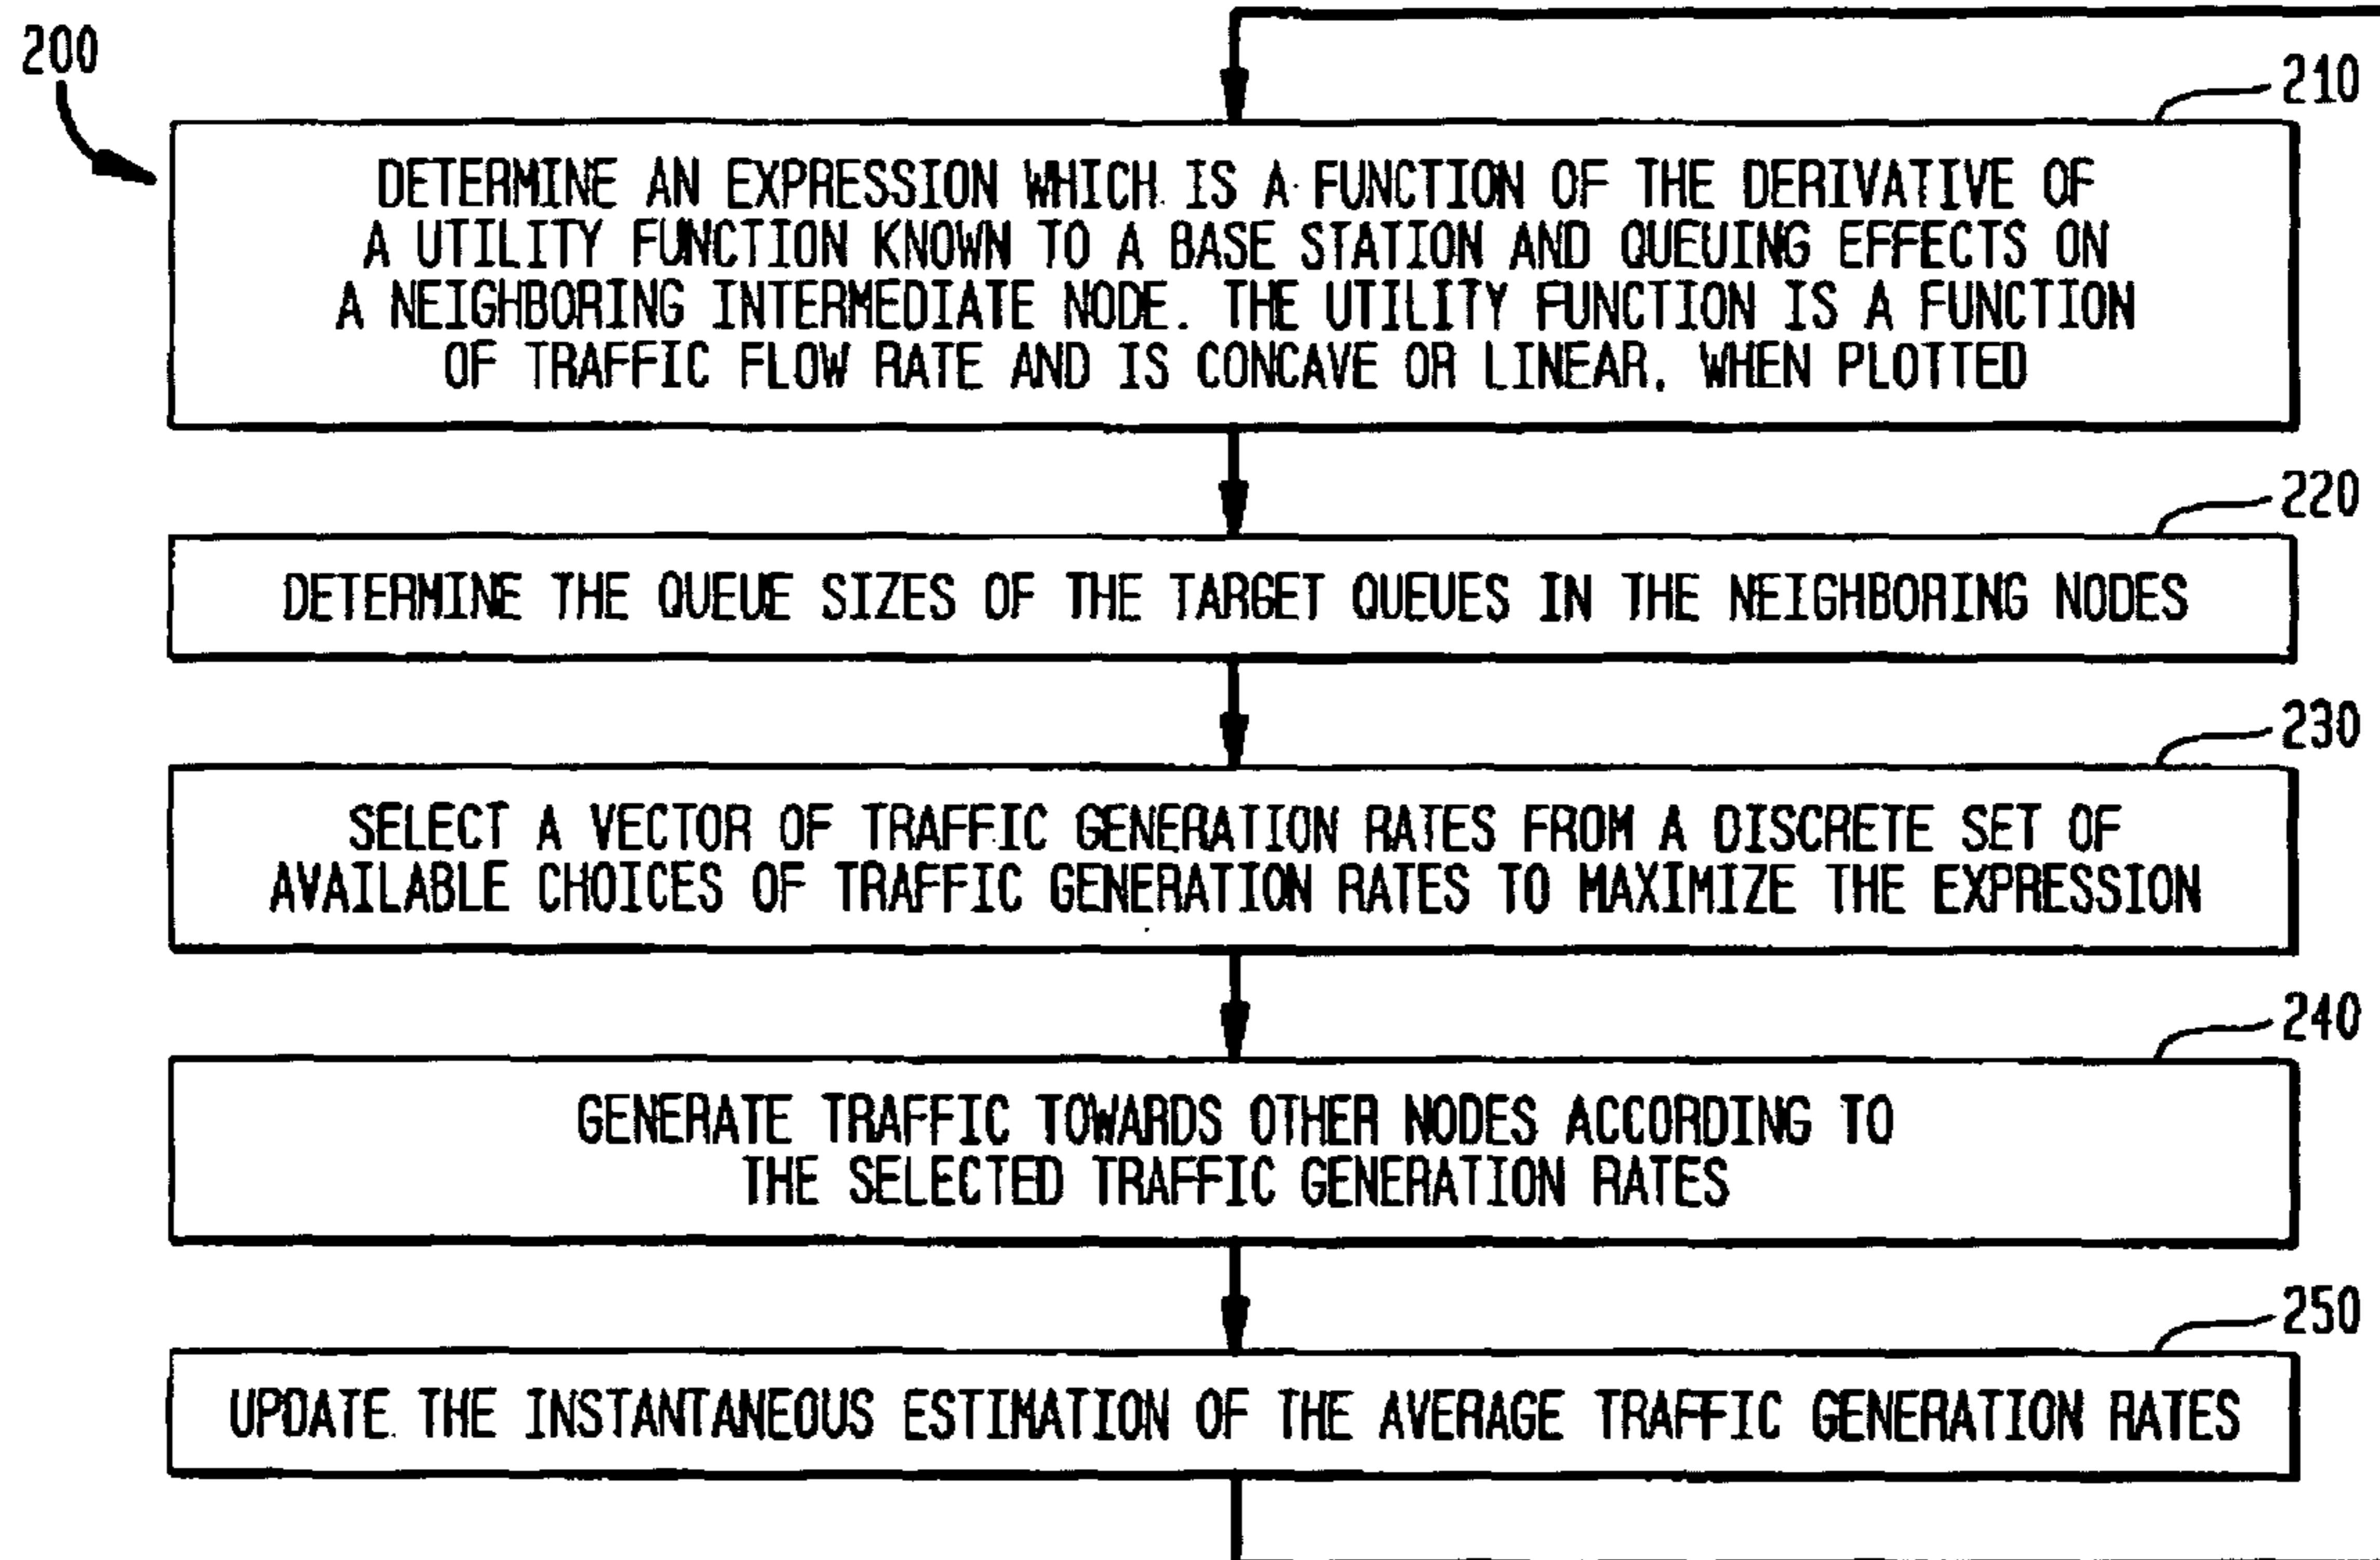 200
210
DETERMINE AN EXPRESSION WHICH IS A FUNCTION OF THE DERIVATIVE OF
A UTILITY FUNCTION KNOWN TO A BASE STATION AND QUEUING EFFECTS ON
A NEIGHBORING INTERMEDIATE NODE. THE UTILITY FUNCTION IS A FUNCTION
OF TRAFFIC FLOW RATE AND IS CONCAVE OR LINEAR, WHEN PLOTTED
220
DETERMINE THE QUEUE SIZES OF THE TARGET QUEUES IN THE NEIGHBORING NODES
230
SELECT A VECTOR OF TRAFFIC GENERATION RATES FROM A DISCRETE SET OF
AVAILABLE CHOICES OF TRAFFIC GENERATION RATES TO MAXIMIZE THE EXPRESSION
240
GENERATE TRAFFIC TOWARDS OTHER NODES ACCORDING TO
THE SELECTED TRAFFIC GENERATION RATES
250
UPDATE THE INSTANTANEOUS ESTIMATION OF THE AVERAGE TRAFFIC GENERATION RATES